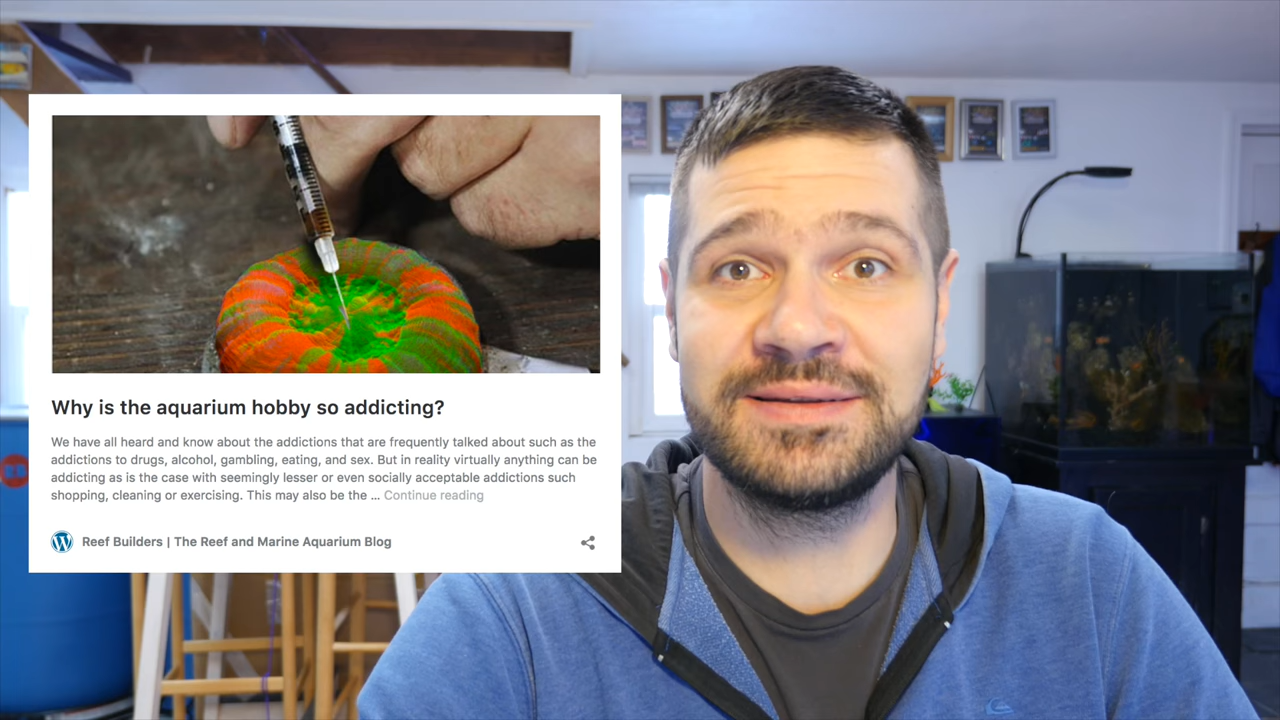 Why is the aquarium hobby so addicting?
We have all heard and know about the addictions that are frequently talked about such as the
addictions to drugs, alcohol, gambling, eating, and sex. But in reality virtually anything can be
addicting as is the case with seemingly lesser or even socially acceptable addictions such
shopping, cleaning or exercising. This may also be the ... Continue reading
Reef Builders | The Reef and Marine Aquarium Blog